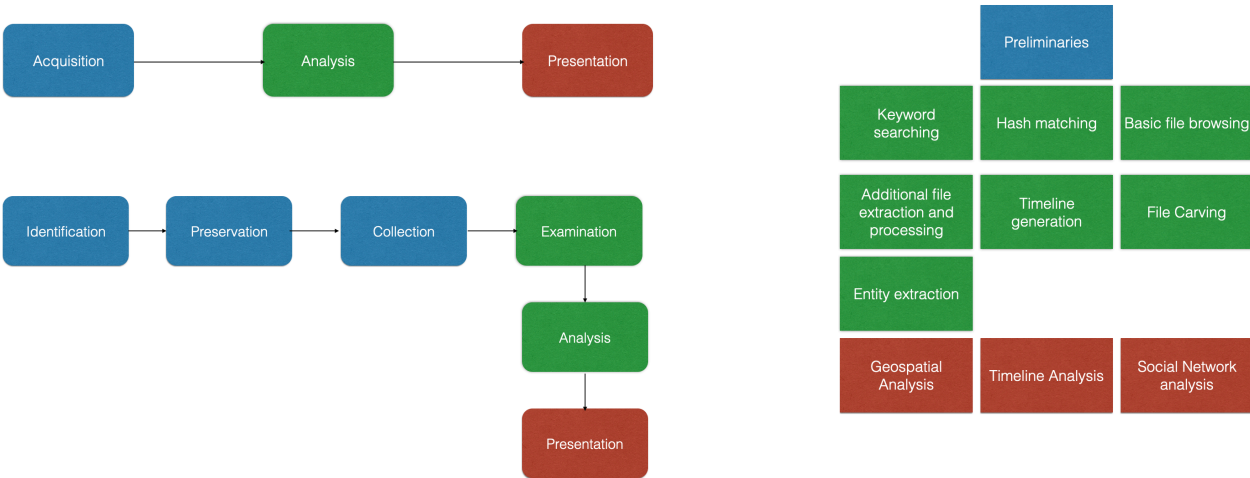 Acquisition
Analysis
Presentation
Identification
Preservation
Collection
Examination
Analysis
Presentation
Preliminaries
Keyword
searching
Hash matching
Basic file browsing
Additional file
extraction and
processing
Timeline
generation
File Carving
Entity extraction
Geospatial
Analysis
Timeline Analysis
Social Network
analysis